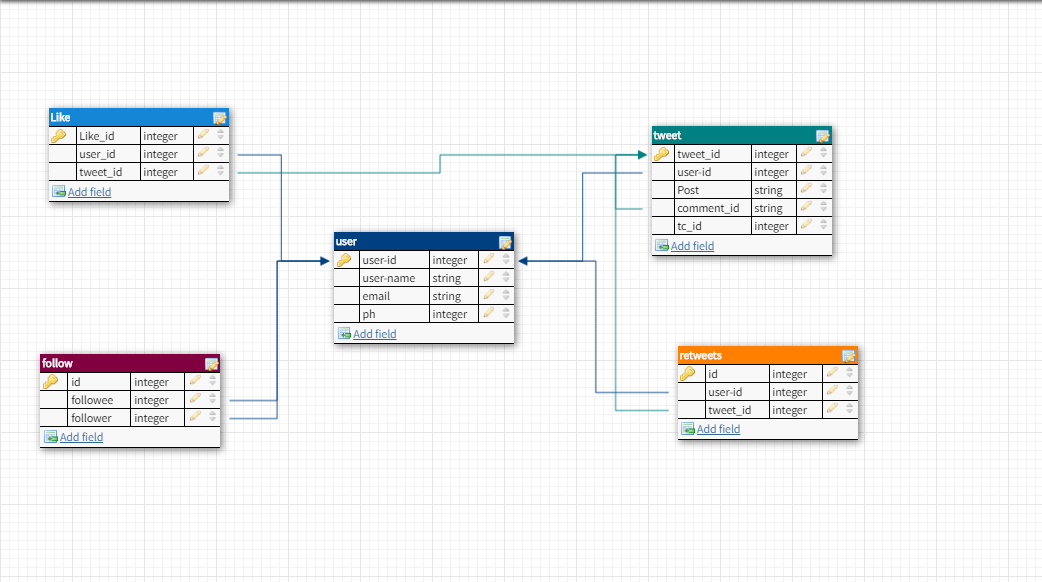 Like
Like_id integer
user_id integer
tweet_id integer
Add field
tweet
tweet_id integer
user-id integer
Post string
comment_id string
tc_id integer
Add field
user
user-id integer
user-name string
email string
ph integer
Add field
follow
id integer
followee integer
follower integer
Add field
retweets
id integer
user-id integer
tweet_id integer
Add field